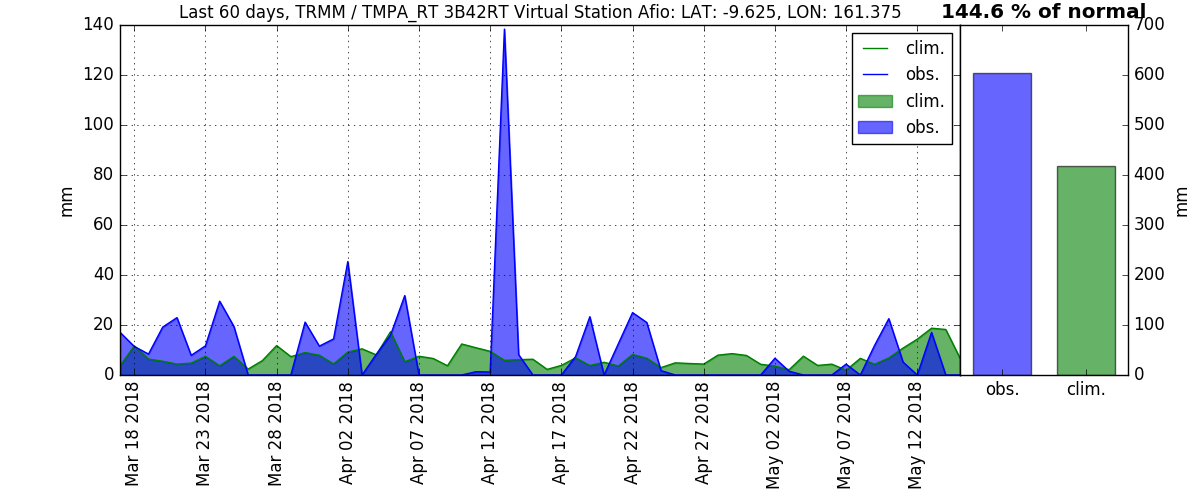 Last 60 days, TRMM / TMPA_RT 3B42RT Virtual Station Afio: LAT: -9.625, LON: 161.375
144.6 % of normal
140
120
100
80
60
40
20
0
mm
clim.
obs.
clim.
obs.
700
600
500
400
300
200
100
0
mm
obs.
clim.
Mar 18 2018
Mar 23 2018
Mar 28 2018
Apr 02 2018
Apr 07 2018
Apr 12 2018
Apr 17 2018
Apr 22 2018
Apr 27 2018
May 02 2018
May 07 2018
May 12 2018